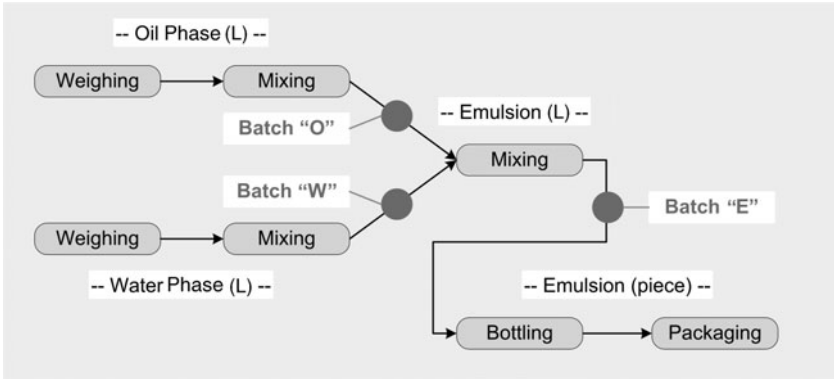 -- Oil Phase (L) --
Weighing
Mixing
Batch “O”
-- Emulsion (L) --
Mixing
Batch “W”
Batch “E”
Weighing
Mixing
-- Water Phase (L) --
-- Emulsion (piece) --
Bottling
Packaging